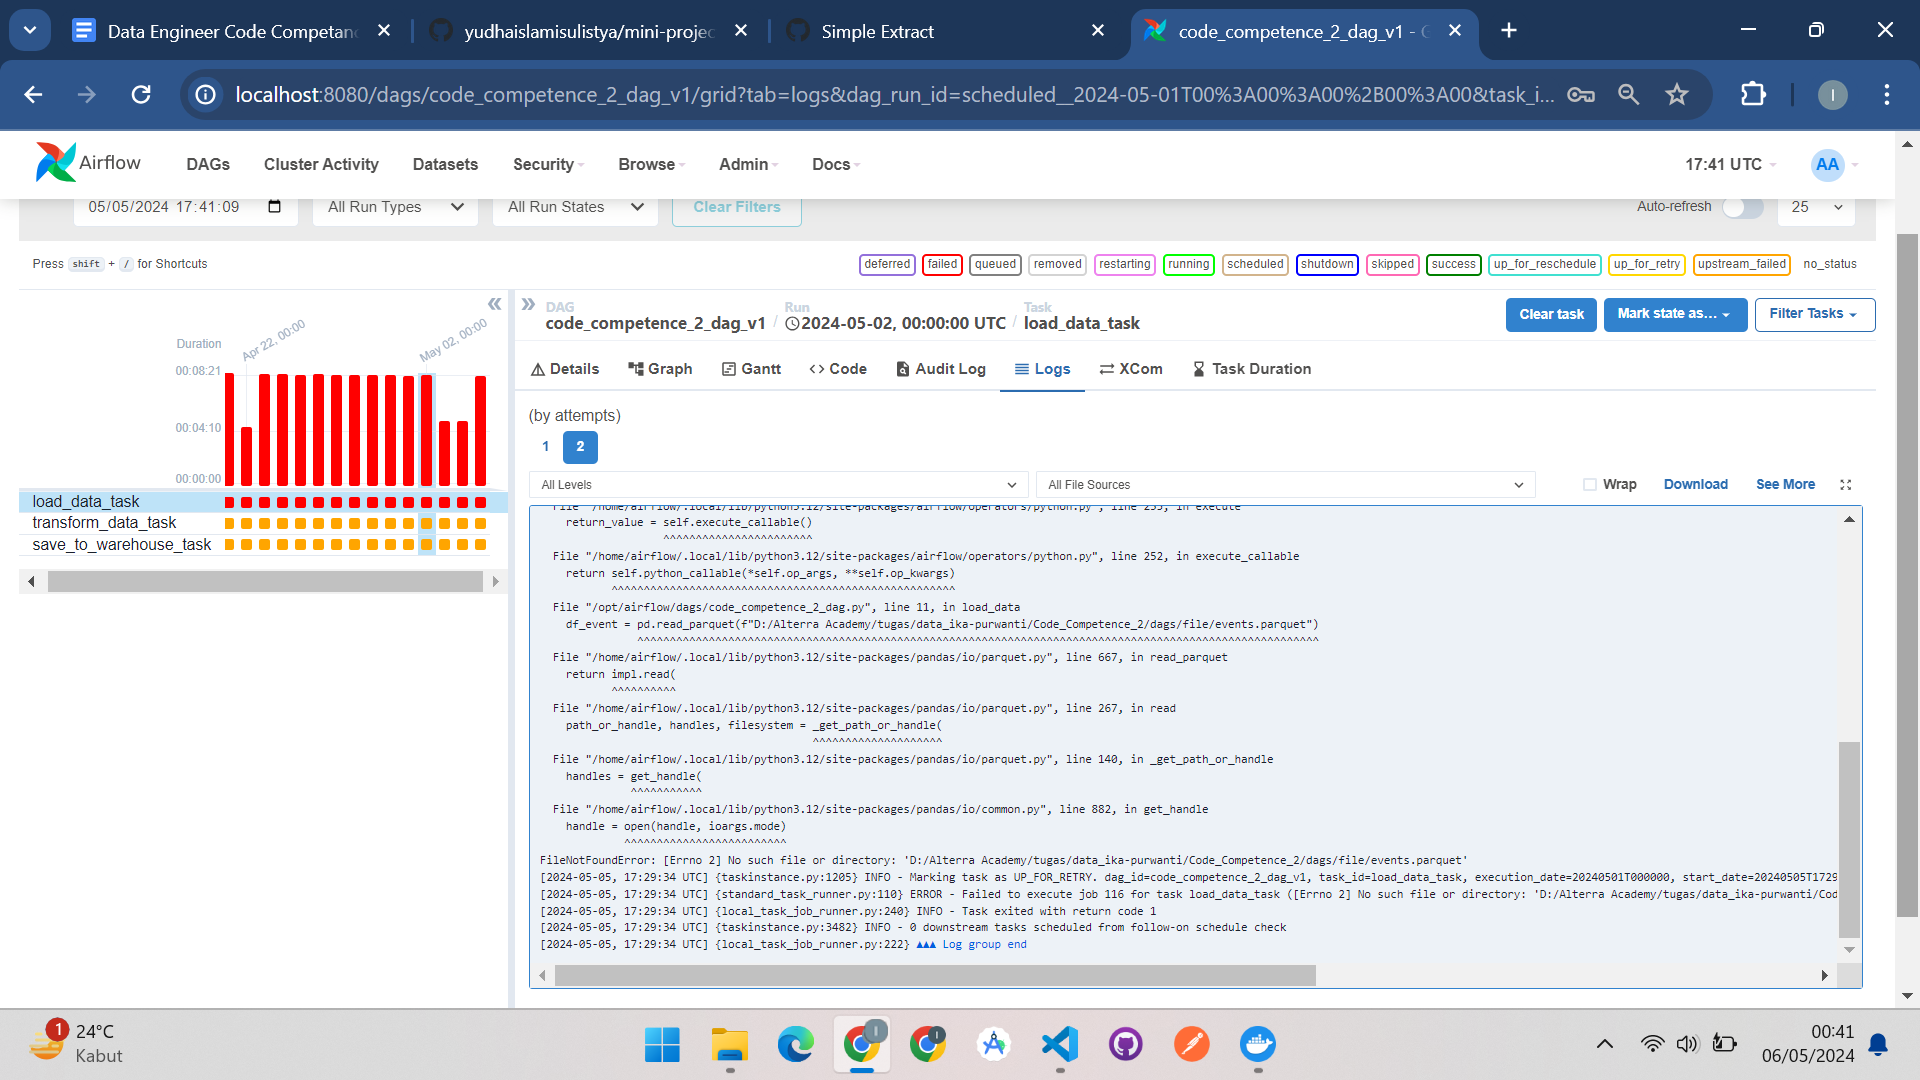 Data Engineer Code Competan
yudhaislamisulistya/mini-projec
Simple Extract
code_competence_2_dag_v1 - G
localhost:8080/dags/code_competence_2_dag_v1/grid?tab=logs&dag_run_id=scheduled__2024-05-01T00%3A00%3A00%2B00%3A00&task_i...
I
Airflow
DAGs
Cluster Activity
Datasets
Security
Browse
Admin
Docs
17:41 UTC
AA
05/05/2024 17:41:09
All Run Types
All Run States
Clear Filters
Auto-refresh
25
Press shift + / for Shortcuts
deferred
failed
queued
removed
restarting
running
scheduled
shutdown
skipped
success
up_for_reschedule
up_for_retry
upstream_failed
no_status
Duration
Apr 22, 00:00
May 02, 00:00
00:08:21
00:04:10
00:00:00
load_data_task
transform_data_task
save_to_warehouse_task
DAG
code_competence_2_dag_v1
/
Run
2024-05-02, 00:00:00 UTC
/
Task
load_data_task
Clear task
Mark state as...
Filter Tasks
Details
Graph
Gantt
Code
Audit Log
Logs
XCom
Task Duration
(by attempts)
1
2
All Levels
All File Sources
Wrap
Download
See More
File "/home/airflow/.local/lib/python3.12/site-packages/airflow/operators/python.py", line 235, in execute
return_value = self.execute_callable()
^^^^^^^^^^^^^^^^^^^^^^^
File "/home/airflow/.local/lib/python3.12/site-packages/airflow/operators/python.py", line 252, in execute_callable
return self.python_callable(*self.op_args, **self.op_kwargs)
^^^^^^^^^^^^^^^^^^^^^^^^^^^^^^^^^^^^^^^^^^^^^^^^^^^^^
File "/opt/airflow/dags/code_competence_2_dag.py", line 11, in load_data
df_event = pd.read_parquet(f"D:/Alterra Academy/tugas/data_ika-purwanti/Code_Competence_2/dags/file/events.parquet")
^^^^^^^^^^^^^^^^^^^^^^^^^^^^^^^^^^^^^^^^^^^^^^^^^^^^^^^^^^^^^^^^^^^^^^^^^^^^^^^^^^^^^^^^^^^^^^^^^^^^^^^^^
File "/home/airflow/.local/lib/python3.12/site-packages/pandas/io/parquet.py", line 667, in read_parquet
return impl.read(
^^^^^^^^^^
File "/home/airflow/.local/lib/python3.12/site-packages/pandas/io/parquet.py", line 267, in read
path_or_handle, handles, filesystem = _get_path_or_handle(
^^^^^^^^^^^^^^^^^^^^
File "/home/airflow/.local/lib/python3.12/site-packages/pandas/io/parquet.py", line 140, in _get_path_or_handle
handles = get_handle(
^^^^^^^^^^^
File "/home/airflow/.local/lib/python3.12/site-packages/pandas/io/common.py", line 882, in get_handle
handle = open(handle, ioargs.mode)
^^^^^^^^^^^^^^^^^^^^^^^^^
FileNotFoundError: [Errno 2] No such file or directory: 'D:/Alterra Academy/tugas/data_ika-purwanti/Code_Competence_2/dags/file/events.parquet'
[2024-05-05, 17:29:34 UTC] {taskinstance.py:1205} INFO - Marking task as UP_FOR_RETRY. dag_id=code_competence_2_dag_v1, task_id=load_data_task, execution_date=20240501T000000, start_date=20240505T1729
[2024-05-05, 17:29:34 UTC] {standard_task_runner.py:110} ERROR - Failed to execute job 116 for task load_data_task ([Errno 2] No such file or directory: 'D:/Alterra Academy/tugas/data_ika-purwanti/Cod
[2024-05-05, 17:29:34 UTC] {local_task_job_runner.py:240} INFO - Task exited with return code 1
[2024-05-05, 17:29:34 UTC] {taskinstance.py:3482} INFO - 0 downstream tasks scheduled from follow-on schedule check
[2024-05-05, 17:29:34 UTC] {local_task_job_runner.py:222} ▲▲▲ Log group end
1
24°C
Kabut
00:41
06/05/2024